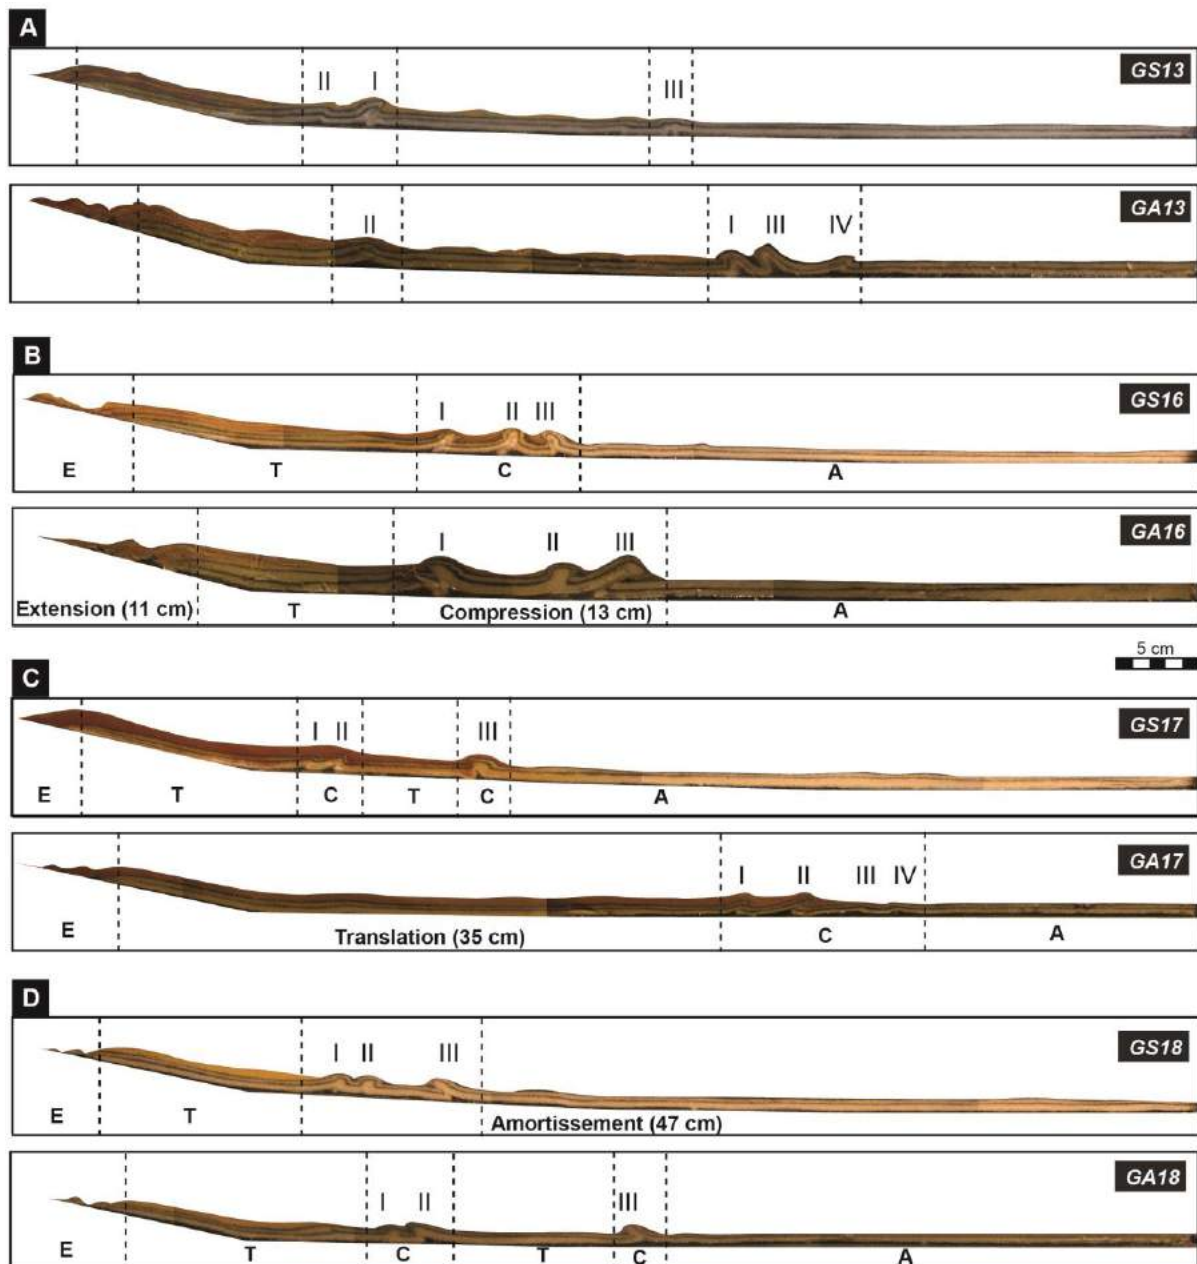 A
GS13
II I III
GA13
II I III IV
B
GS16
I II III
E T C A
GA16
I II III
Extension (11 cm) T Compression (13 cm) A
5 cm
C
GS17
I II III
E T C T C A
GA17
I II III IV
E Translation (35 cm) C A
D
GS18
I II III
E T Amortissement (47 cm)
GA18
I II III
E T C T C A